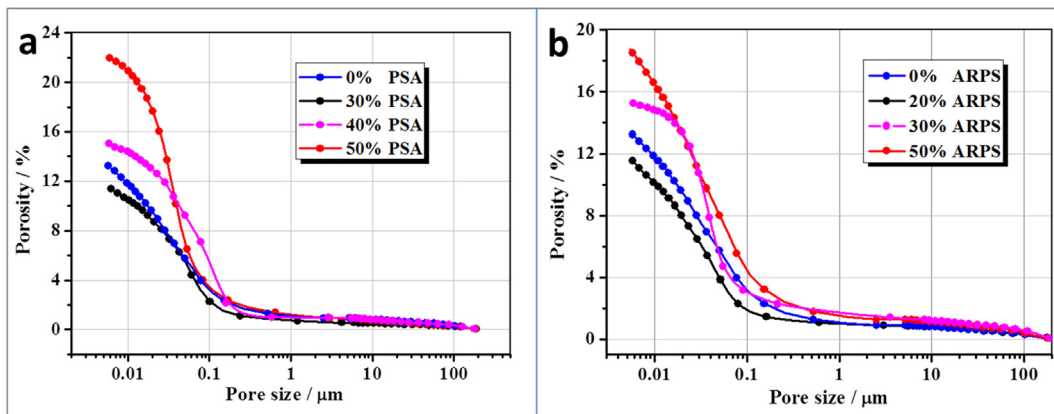 a
24
20
16
12
8
4
0
Porosity / %
0% PSA
30% PSA
40% PSA
50% PSA
0.01 0.1 1 10 100
Pore size / μm
b
20
16
12
8
4
0
Porosity / %
0% ARPS
20% ARPS
30% ARPS
50% ARPS
0.01 0.1 1 10 100
Pore size / μm